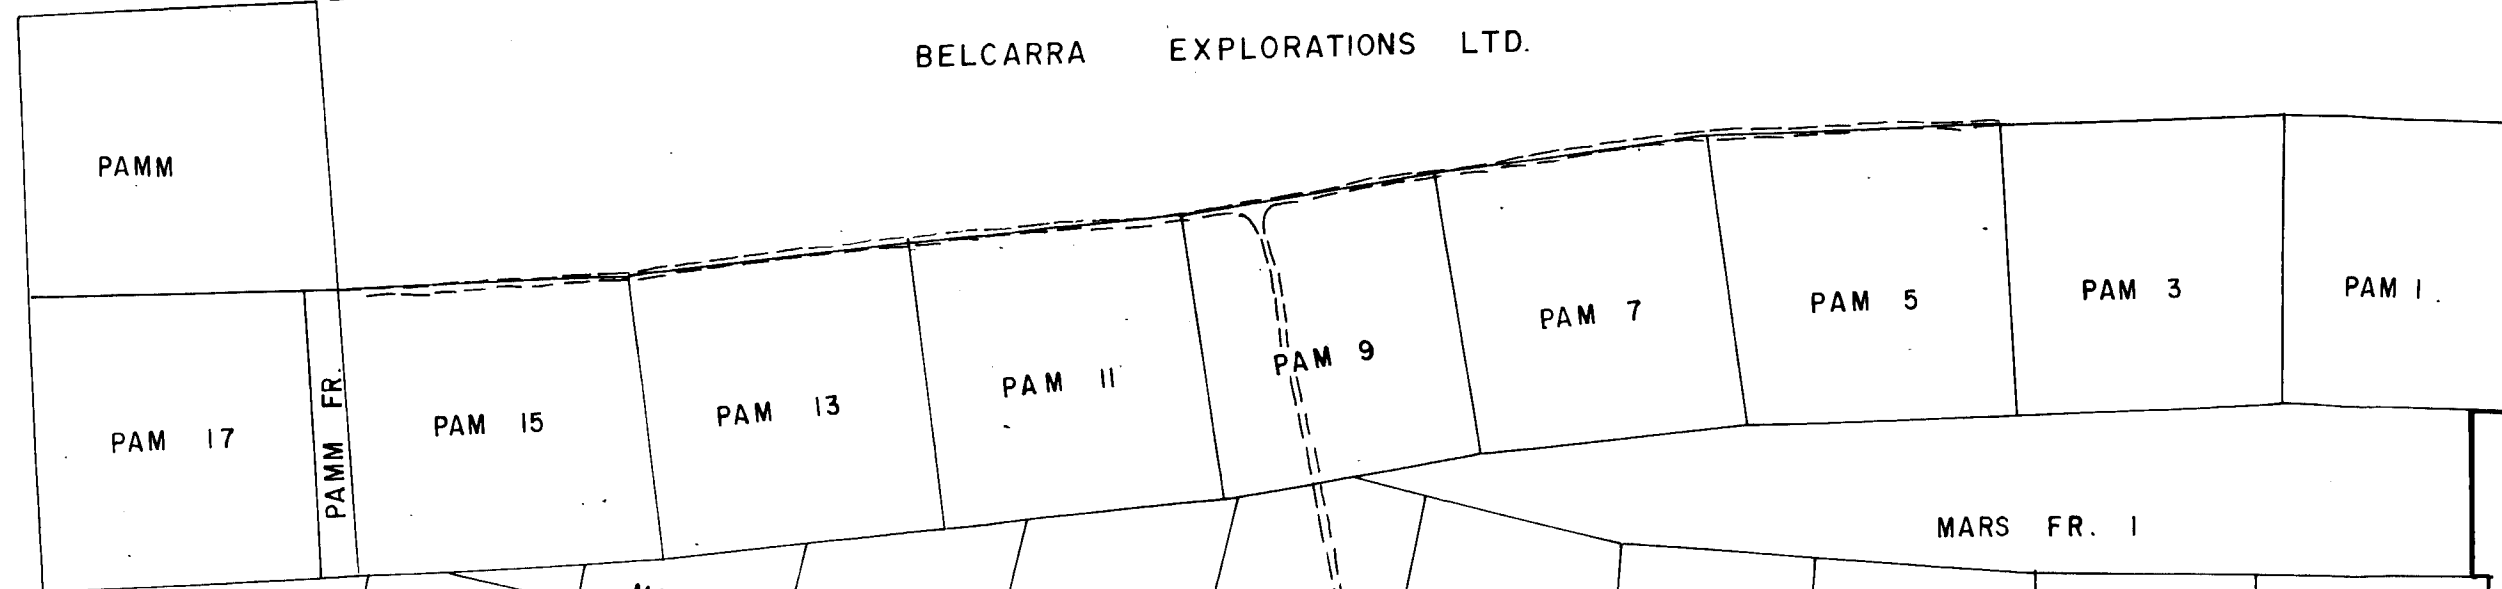 BELCARRA EXPLORATIONS LTD.
PAMM
PAM 17
PAMM FR.
PAM 15
PAM 13
PAM 11
PAM 9
PAM 7
PAM 5
PAM 3
PAM 1.
MARS FR. 1